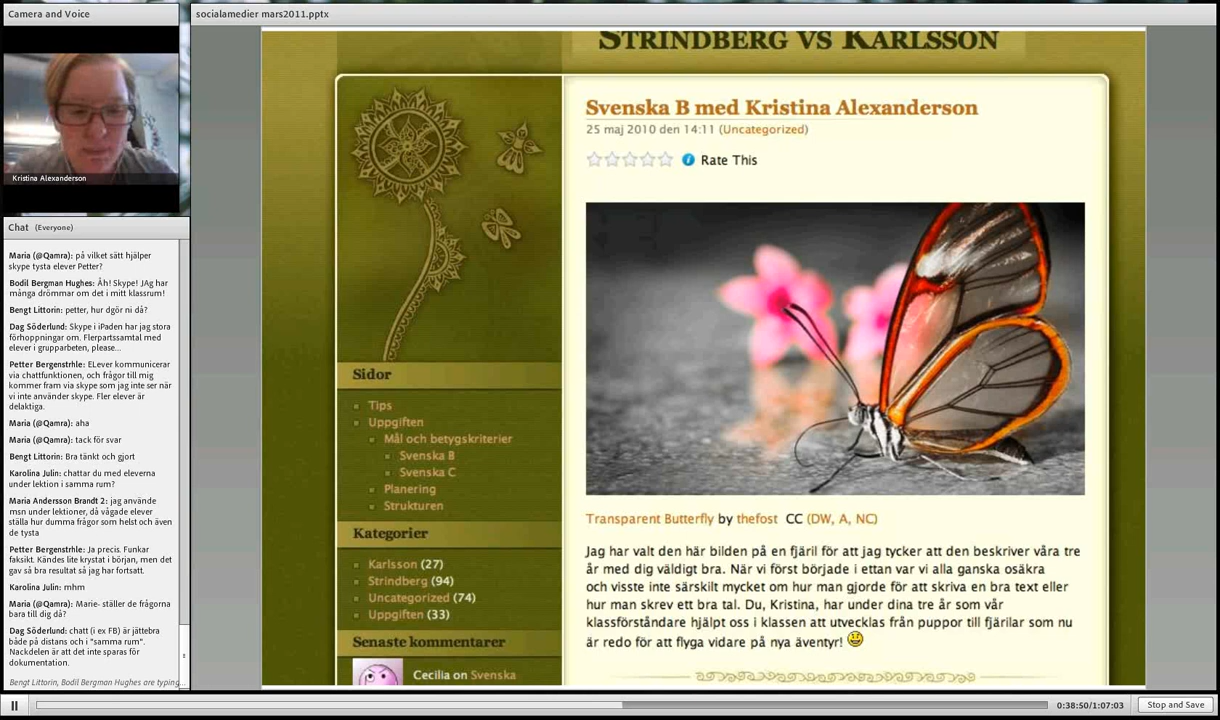 Camera and Voice
socialamedier mars2011.pptx
Kristina Alexanderson
Chat (Everyone)
Maria (@Qamra): på vilket sätt hjälper
skype tysta elever Petter?
Bodil Bergman Hughes: Åh! Skype! JAg har
många drömmar om det i mitt klassrum!
Bengt Littorin: petter, hur dgör ni då?
Dag Söderlund: Skype i iPaden har jag stora
förhoppningar om. Flerpartssamtal med
elever i grupparbeten, please...
Petter Bergenstrhle: ELever kommunicerar
via chattfunktionen, och frågor till mig
kommer fram via skype som jag inte ser när
vi inte använder skype. Fler elever är
delaktiga.
Maria (@Qamra): aha
Maria (@Qamra): tack för svar
Bengt Littorin: Bra tänkt och gjort
Karolina Julin: chattar du med eleverna
under lektion i samma rum?
Maria Andersson Brandt 2: jag använde
msn under lektioner, då vågade elever
ställa hur dumma frågor som helst och även
de tysta
Petter Bergenstrhle: Ja precis. Funkar
faksikt. Kändes lite krystat i början, men det
gav så bra resultat så jag har fortsatt.
Karolina Julin: mhm
Maria (@Qamra): Marie- ställer de frågorna
bara till dig då?
Dag Söderlund: chatt (i ex FB) är jättebra
både på distans och i "samma rum".
Nackdelen är att det inte sparas för
dokumentation.
Bengt Littorin, Bodil Bergman Hughes are typing...
STRINDBERG VS KARLSSON
Sidor
Tips
Uppgiften
Mål och betygskriterier
Svenska B
Svenska C
Planering
Strukturen
Kategorier
Karlsson (27)
Strindberg (94)
Uncategorized (74)
Uppgiften (33)
Senaste kommentarer
Cecilia on Svenska
Svenska B med Kristina Alexanderson
25 maj 2010 den 14:11 (Uncategorized)
Rate This
Transparent Butterfly by thefost CC (DW, A, NC)
Jag har valt den här bilden på en fjäril för att jag tycker att den beskriver våra tre
år med dig väldigt bra. När vi först började i ettan var vi alla ganska osäkra
och visste inte särskilt mycket om hur man gjorde för att skriva en bra text eller
hur man skrev ett bra tal. Du, Kristina, har under dina tre år som vår
klassförståndare hjälpt oss i klassen att utvecklas från puppor till fjärilar som nu
är redo för att flyga vidare på nya äventyr!
0:38:50/1:07:03
Stop and Save